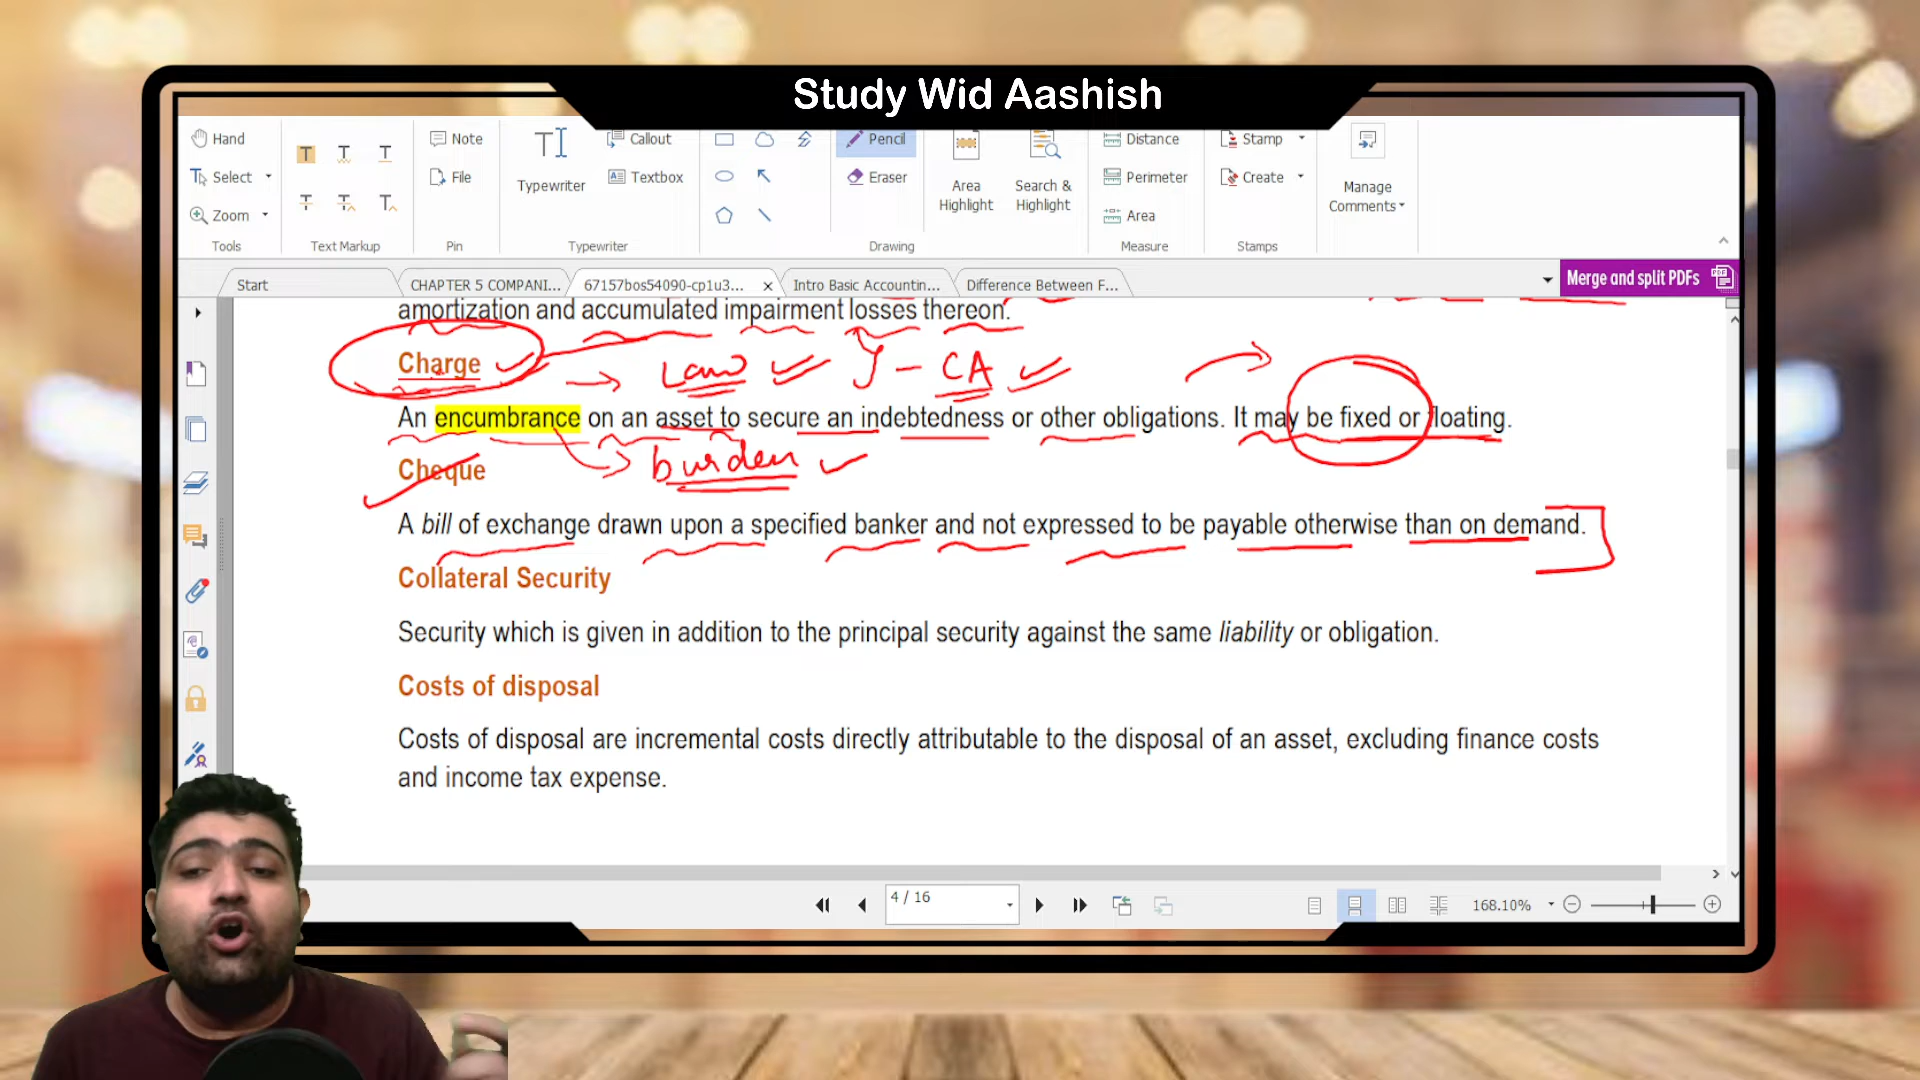 Study Wid Aashish
Hand
Select
Zoom
Tools
Text Markup
Note
File
Pin
Typewriter
Callout
Textbox
Typewriter
Drawing
Pencil
Eraser
Area Highlight
Search & Highlight
Distance
Perimeter
Area
Measure
Stamp
Create
Stamps
Manage Comments
Start
CHAPTER 5 COMPANI...
67157bos54090-cp1u3...
Intro Basic Accountin...
Difference Between F...
Merge and split PDFs
amortization and accumulated impairment losses thereon.
Charge
Law - CA
An encumbrance on an asset to secure an indebtedness or other obligations. It may be fixed or floating.
burden
Cheque
A bill of exchange drawn upon a specified banker and not expressed to be payable otherwise than on demand.
Collateral Security
Security which is given in addition to the principal security against the same liability or obligation.
Costs of disposal
Costs of disposal are incremental costs directly attributable to the disposal of an asset, excluding finance costs
and income tax expense.
4 / 16
168.10%